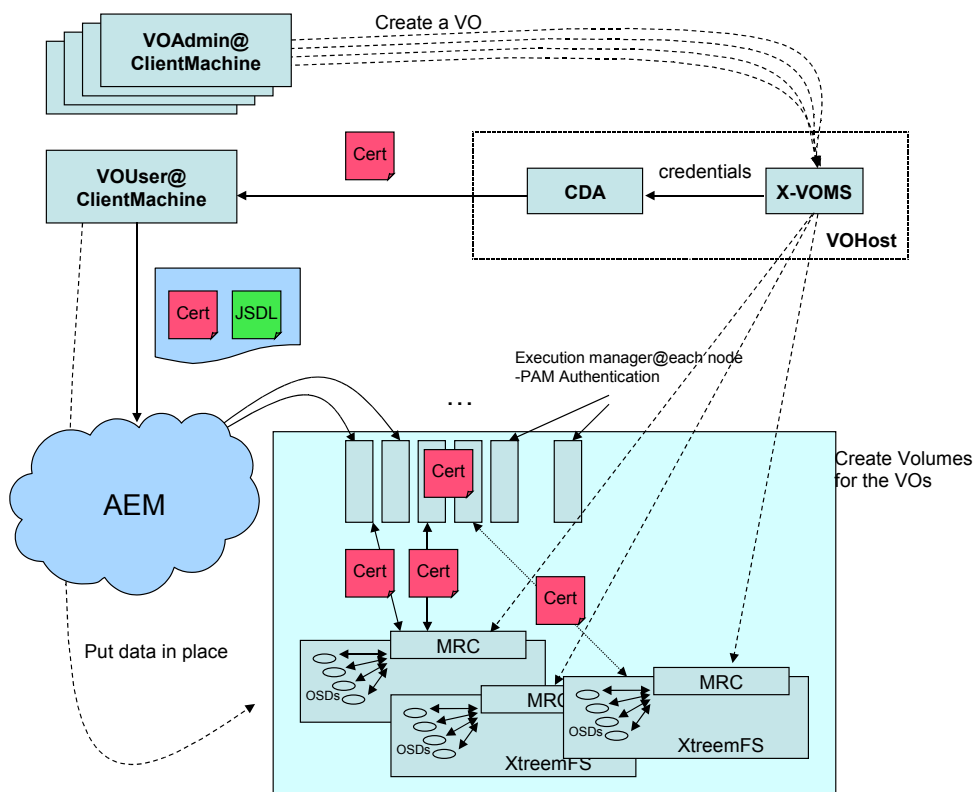 Create a VO
VOAdmin@
ClientMachine
Cert
VOUser@
ClientMachine
CDA
credentials
X-VOMS
VOHost
Cert
JSDL
Execution manager@each node
-PAM Authentication
...
AEM
Cert
Create Volumes
for the VOs
Cert
Cert
Cert
Put data in place
MRC
OSDs
MRC
OSDs
XtreemFS
MRC
OSDs
XtreemFS